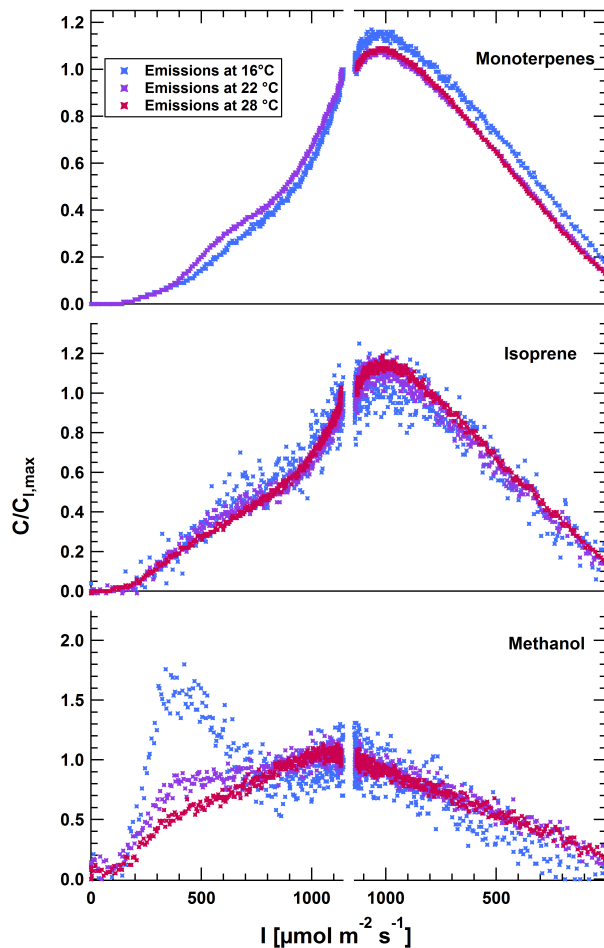 1.2
1.0
0.8
0.6
0.4
0.2
0.0
Monoterpenes
Emissions at 16°C
Emissions at 22 °C
Emissions at 28 °C
1.2
1.0
0.8
0.6
0.4
0.2
0.0
Isoprene
C/C_I,max
2.0
1.5
1.0
0.5
0.0
Methanol
0 500 1000 1000 500
I [µmol m⁻² s⁻¹]